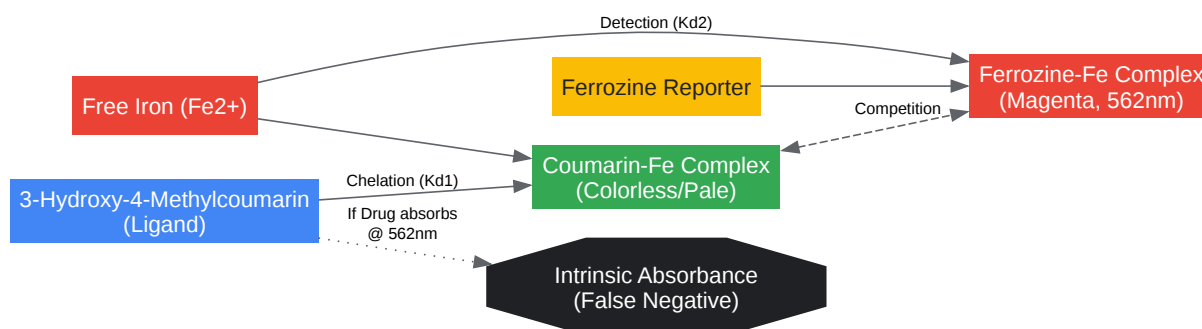 Detection (Kd2)
Free Iron (Fe2+)
Ferrozine Reporter
Ferrozine-Fe Complex
(Magenta, 562nm)
Competition
Coumarin-Fe Complex
(Colorless/Pale)
3-Hydroxy-4-Methylcoumarin
(Ligand)
Chelation (Kd1)
If Drug absorbs
@ 562nm
Intrinsic Absorbance
(False Negative)